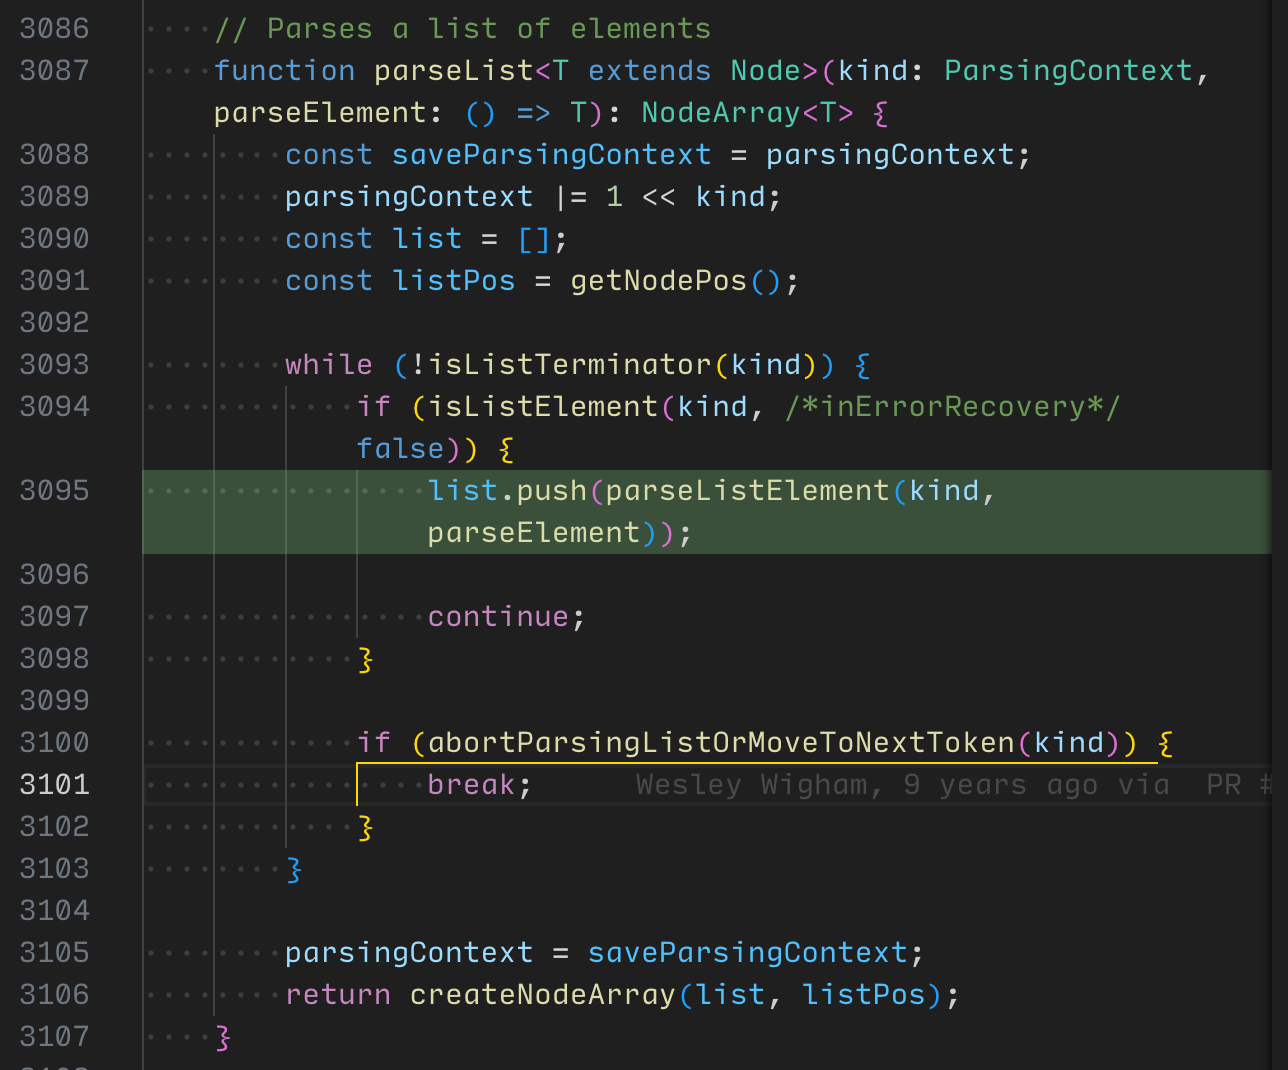 3086 // Parses a list of elements
3087 function parseList<T extends Node>(kind: ParsingContext,
parseElement: () => T): NodeArray<T> {
3088 const saveParsingContext = parsingContext;
3089 parsingContext |= 1 << kind;
3090 const list = [];
3091 const listPos = getNodePos();
3092
3093 while (!isListTerminator(kind)) {
3094 if (isListElement(kind, /*inErrorRecovery*/
false)) {
3095 list.push(parseListElement(kind,
parseElement));
3096
3097 continue;
3098 }
3099
3100 if (abortParsingListOrMoveToNextToken(kind)) {
3101 break; Wesley Wigham, 9 years ago via PR #
3102 }
3103 }
3104
3105 parsingContext = saveParsingContext;
3106 return createNodeArray(list, listPos);
3107 }